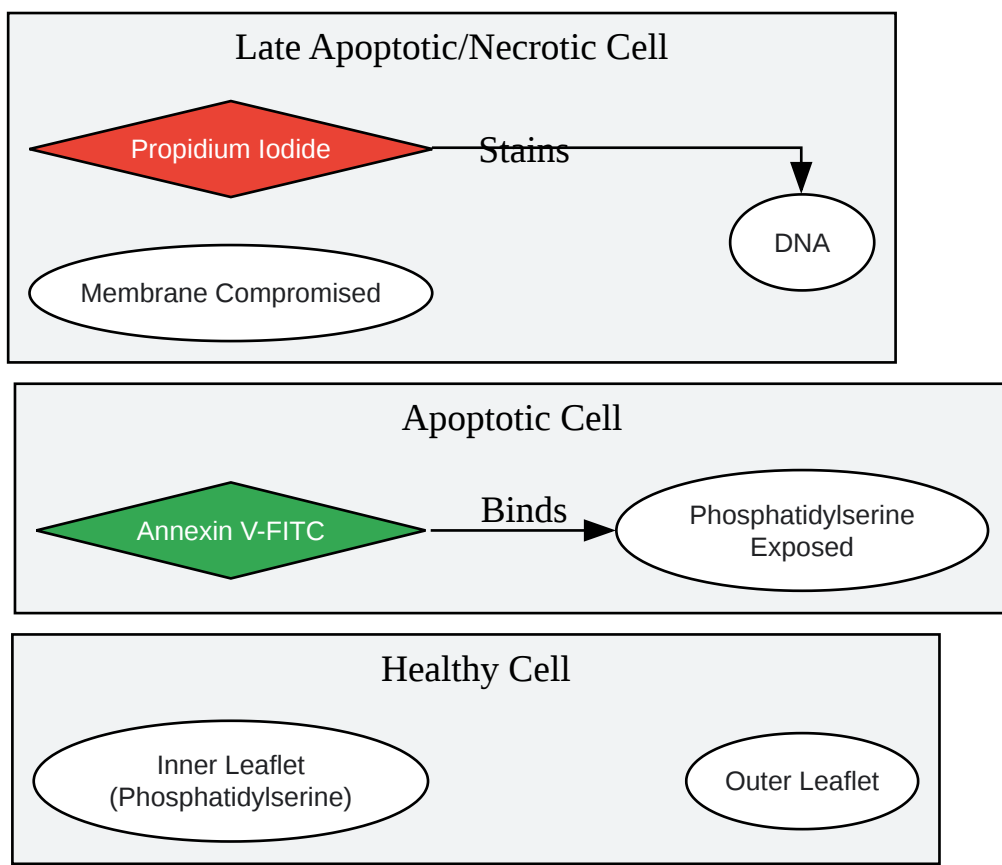 Late Apoptotic/Necrotic Cell
Propidium Iodide
Stains
DNA
Membrane Compromised
Apoptotic Cell
Annexin V-FITC
Binds
Phosphatidylserine
Exposed
Healthy Cell
Inner Leaflet
(Phosphatidylserine)
Outer Leaflet